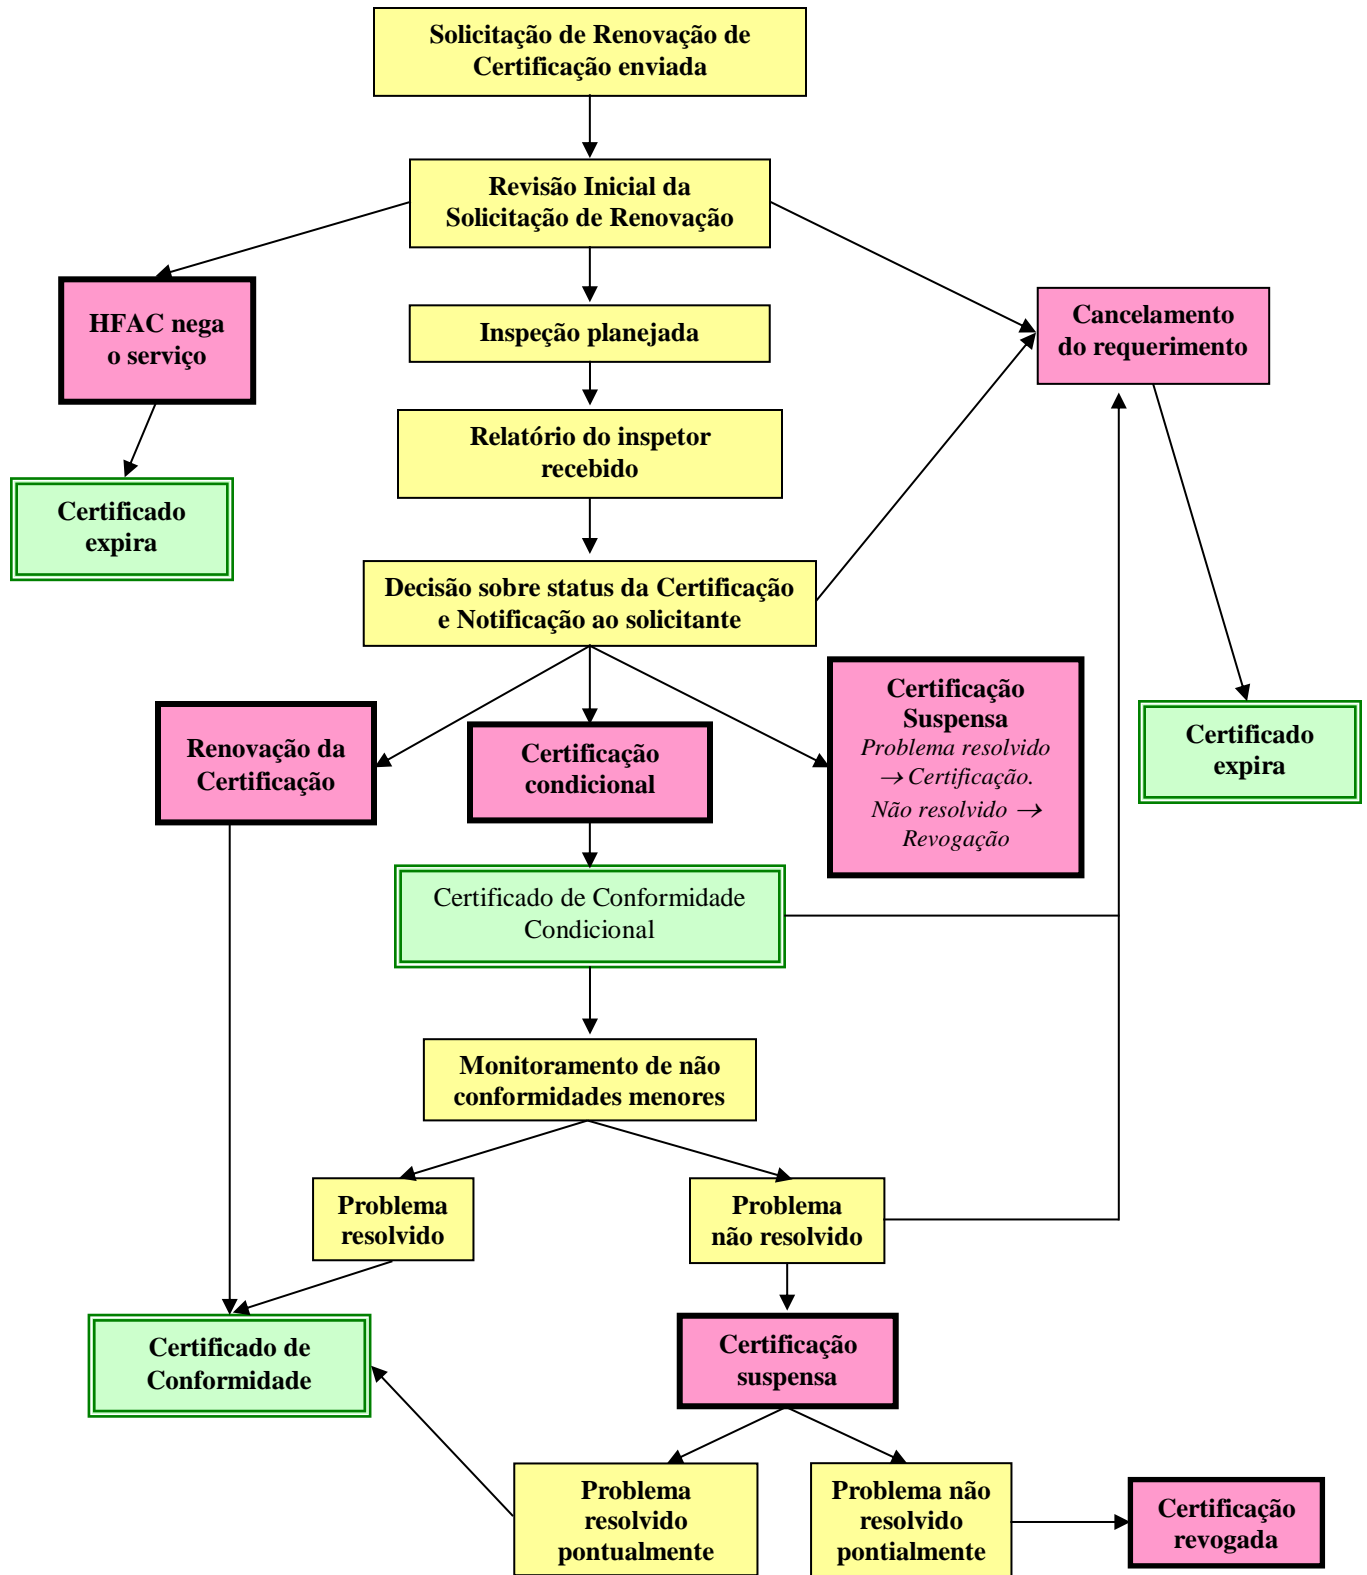 Solicitação de Renovação de
Certificação enviada
Revisão Inicial da
Solicitação de Renovação
HFAC nega
o serviço
Inspeção planejada
Cancelamento
do requerimento
Relatório do inspetor
recebido
Certificado
expira
Decisão sobre status da Certificação
e Notificação ao solicitante
Renovação da
Certificação
Certificação
condicional
Certificação
Suspensa
Problema resolvido
→ Certificação.
Não resolvido →
Revogação
Certificado
expira
Certificado de Conformidade
Condicional
Monitoramento de não
conformidades menores
Problema
resolvido
Problema
não resolvido
Certificado de
Conformidade
Certificação
suspensa
Problema
resolvido
pontualmente
Problema não
resolvido
pontialmente
Certificação
revogada